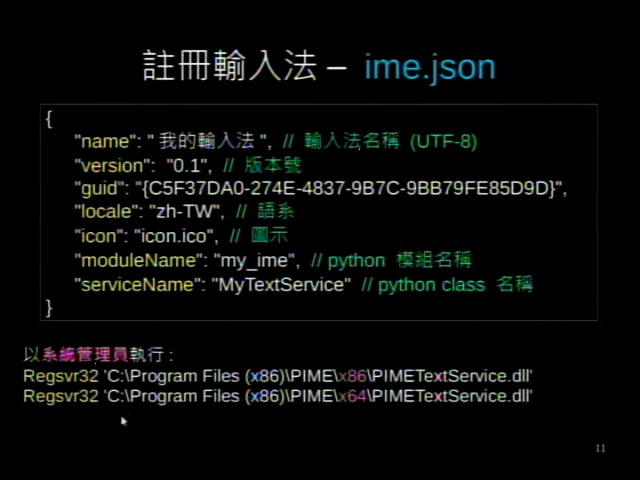 註冊輸入法 – ime.json
{
"name": " 我的輸入法 ", // 輸入法名稱 (UTF-8)
"version": "0.1", // 版本號
"guid": "{C5F37DA0-274E-4837-9B7C-9BB79FE85D9D}",
"locale": "zh-TW", // 語系
"icon": "icon.ico", // 圖示
"moduleName": "my_ime", // python 模組名稱
"serviceName": "MyTextService" // python class 名稱
}
以系統管理員執行 :
Regsvr32 'C:\Program Files (x86)\PIME\x86\PIMETextService.dll'
Regsvr32 'C:\Program Files (x86)\PIME\x64\PIMETextService.dll'
11